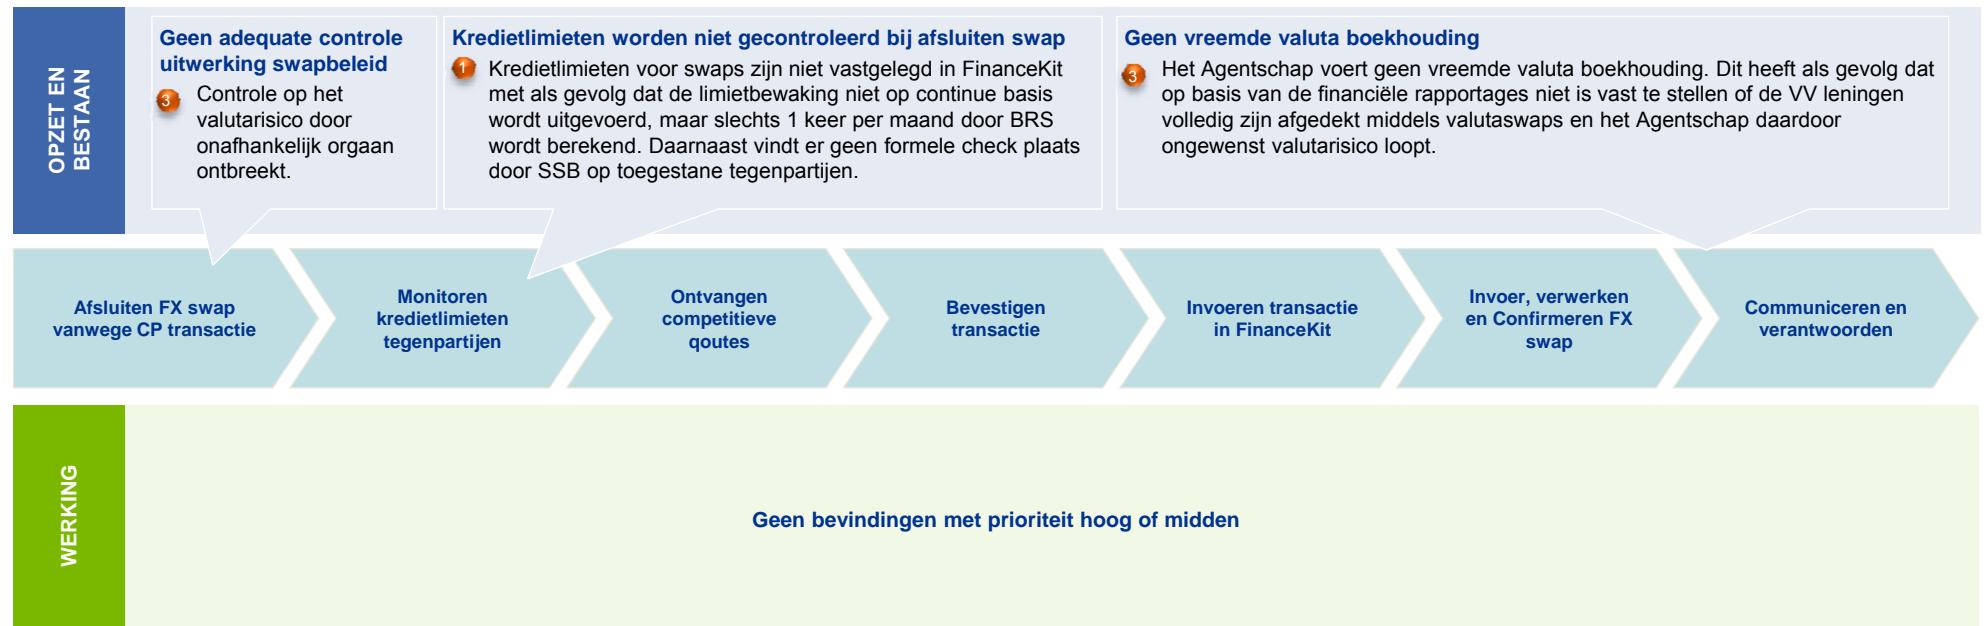 OPZET EN
BESTAAN
Geen adequate controle
uitwerking swapbeleid
3 Controle op het
valutarisico door
onafhankelijk orgaan
ontbreekt.
Kredietlimieten worden niet gecontroleerd bij afsluiten swap
1 Kredietlimieten voor swaps zijn niet vastgelegd in FinanceKit
met als gevolg dat de limietbewaking niet op continue basis
wordt uitgevoerd, maar slechts 1 keer per maand door BRS
wordt berekend. Daarnaast vindt er geen formele check plaats
door SSB op toegestane tegenpartijen.
Geen vreemde valuta boekhouding
3 Het Agentschap voert geen vreemde valuta boekhouding. Dit heeft als gevolg dat
op basis van de financiële rapportages niet is vast te stellen of de VV leningen
volledig zijn afgedekt middels valutaswaps en het Agentschap daardoor
ongewenst valutarisico loopt.
Afsluiten FX swap
vanwege CP transactie
Monitoren
kredietlimieten
tegenpartijen
Ontvangen
competitieve
qoutes
Bevestigen
transactie
Invoeren transactie
in FinanceKit
Invoer, verwerken
en Confirmeren FX
swap
Communiceren en
verantwoorden
WERKING
Geen bevindingen met prioriteit hoog of midden